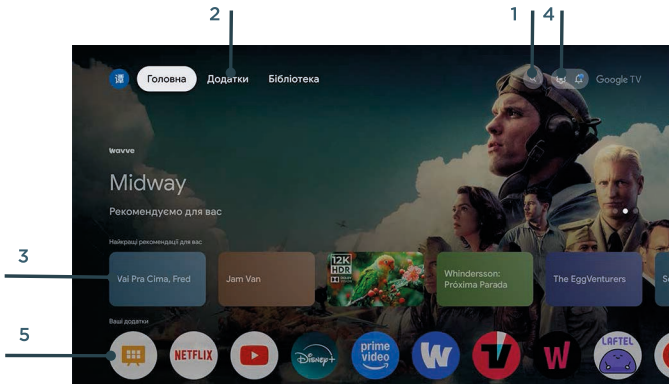 2
1
4
譚
Головна
Додатки
Бібліотека
Google TV
wavve
Midway
Рекомендуємо для вас
Найкращі рекомендації для вас
3
Vai Pra Cima, Fred
Jam Van
12K
HDR
Whindersson:
Próxima Parada
The EggVenturers
Ваші додатки
5
NETFLIX
Disney+
prime
video
W
W
LAFTEL